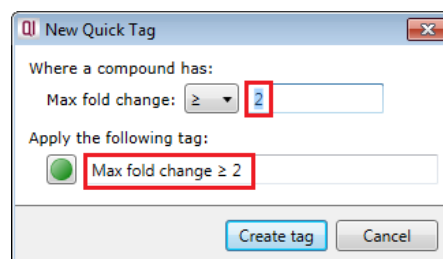 QI New Quick Tag
Where a compound has:
Max fold change: ≥ 2
Apply the following tag:
Max fold change ≥ 2
Create tag Cancel